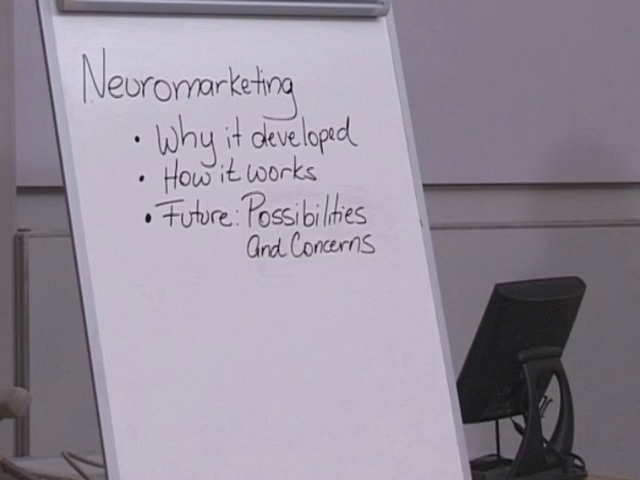 Neuromarketing
• Why it developed
• How it works
• Future: Possibilities
and Concerns